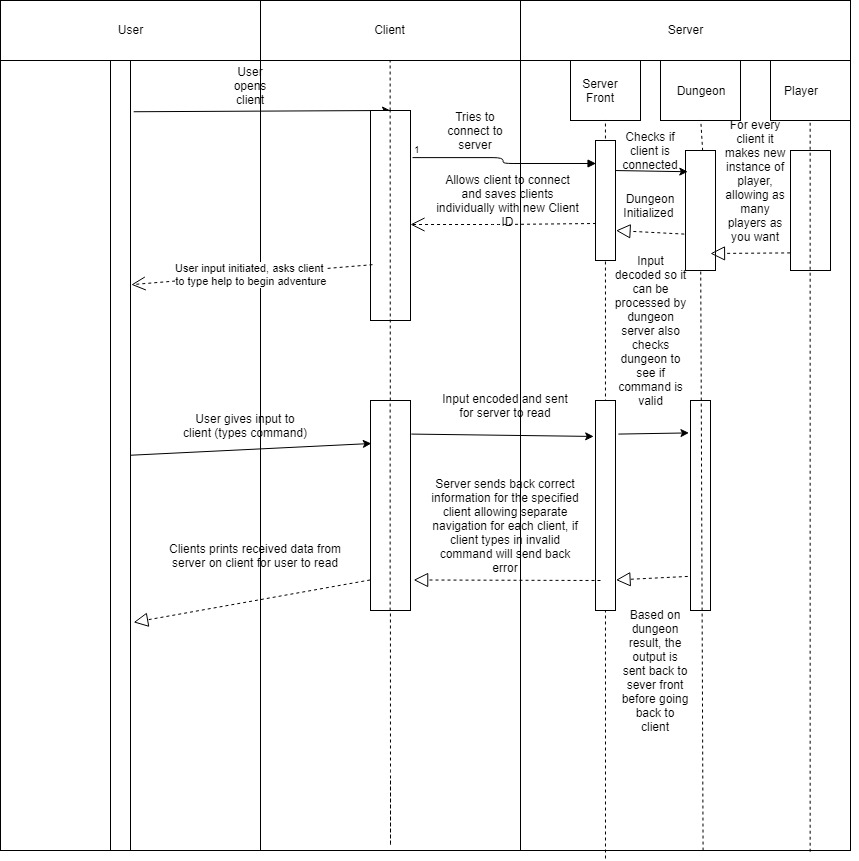 User
Client
Server
Server
Front
Dungeon
Player
User
opens
client
Tries to
connect to
server
1
Checks if
client is
connected
For every
client it
makes new
instance of
player,
allowing as
many
players as
you want
Allows client to connect
and saves clients
individually with new Client
ID
Dungeon
Initialized
User input initiated, asks client
to type help to begin adventure
Input
decoded so it
can be
processed by
dungeon
server also
checks
dungeon to
see if
command is
valid
User gives input to
client (types command)
Input encoded and sent
for server to read
Server sends back correct
information for the specified
client allowing separate
navigation for each client, if
client types in invalid
command will send back
error
Clients prints received data from
server on client for user to read
Based on
dungeon
result, the
output is
sent back to
sever front
before going
back to
client